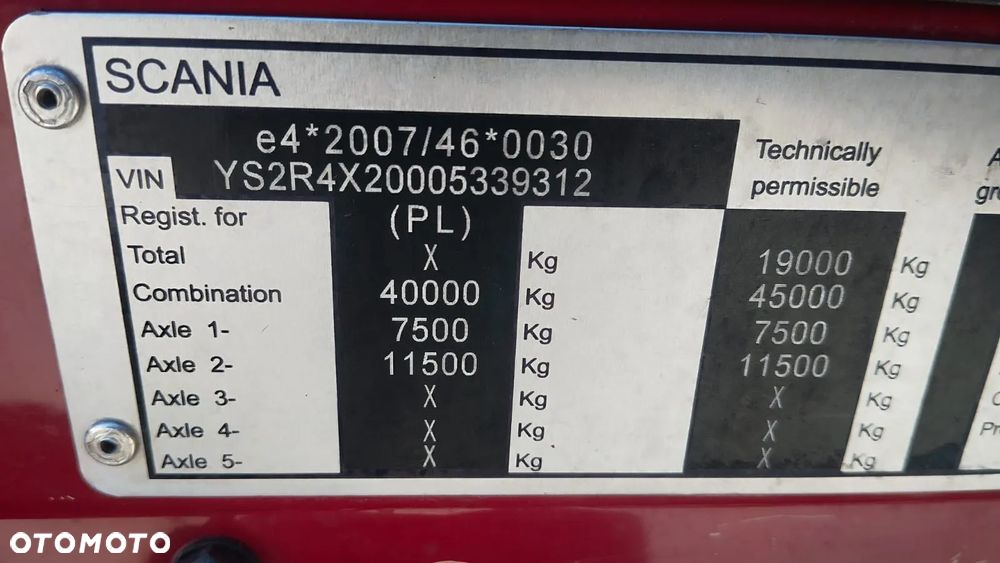 SCANIA
e4*2007/46*0030
VIN YS2R4X20005339312
Technically
permissible
Regist. for (PL)
Total X Kg 19000 Kg
Combination 40000 Kg 45000 Kg
Axle 1- 7500 Kg 7500 Kg
Axle 2- 11500 Kg 11500 Kg
Axle 3- X Kg X Kg
Axle 4- X Kg X Kg
Axle 5- X Kg X Kg
OTOMOTO